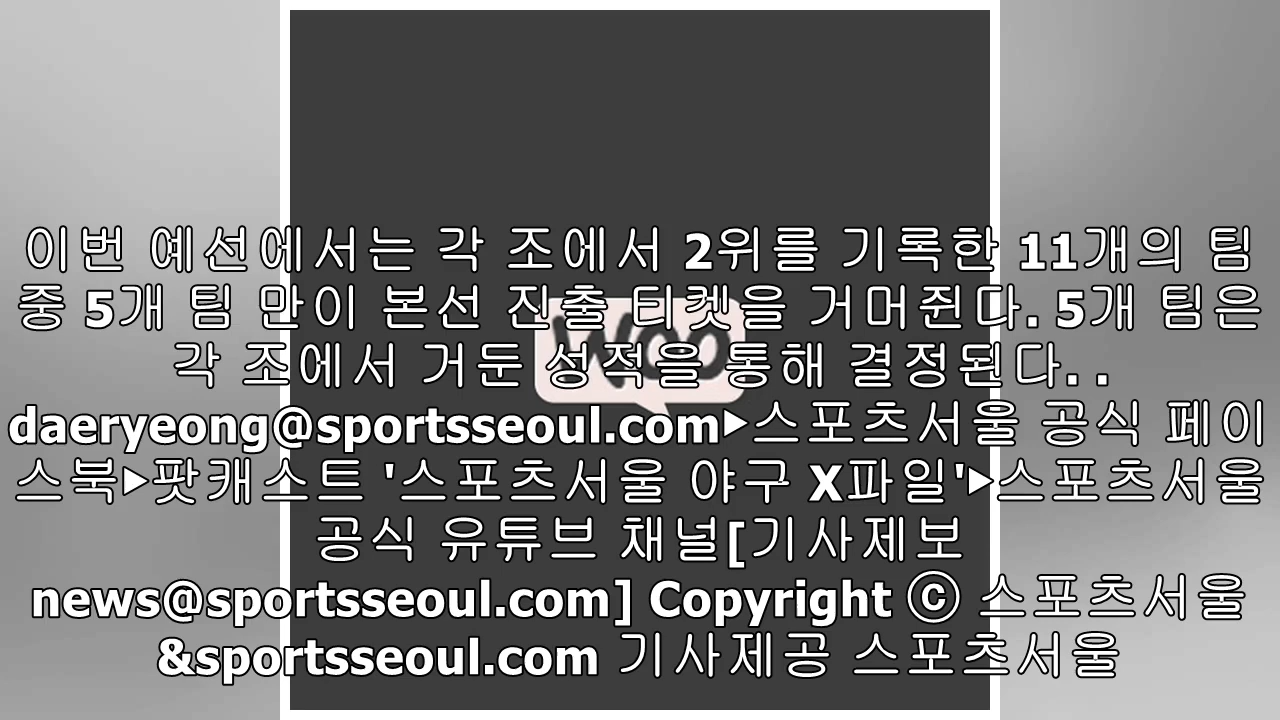 이번 예선에서는 각 조에서 2위를 기록한 11개의 팀
중 5개 팀 만이 본선 진출 티켓을 거머쥔다. 5개 팀은
각 조에서 거둔 성적을 통해 결정된다. .
daeryeong@sportsseoul.com▶스포츠서울 공식 페이
스북▶팟캐스트 '스포츠서울 야구 X파일'▶스포츠서울
공식 유튜브 채널[기사제보
news@sportsseoul.com] Copyright ⓒ 스포츠서울
&sportsseoul.com 기사제공 스포츠서울
Woo